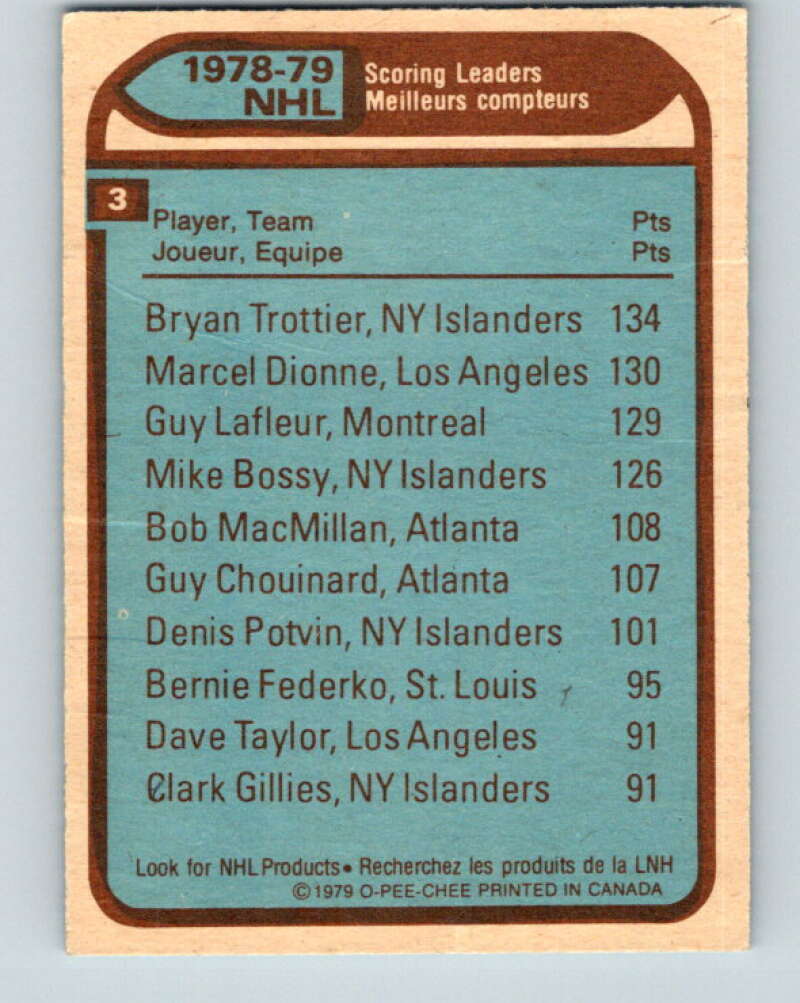 1978-79
NHL
Scoring Leaders
Meilleurs compteurs
3
Player, Team Pts
Joueur, Equipe Pts
Bryan Trottier, NY Islanders 134
Marcel Dionne, Los Angeles 130
Guy Lafleur, Montreal 129
Mike Bossy, NY Islanders 126
Bob MacMillan, Atlanta 108
Guy Chouinard, Atlanta 107
Denis Potvin, NY Islanders 101
Bernie Federko, St. Louis 95
Dave Taylor, Los Angeles 91
Clark Gillies, NY Islanders 91
Look for NHL Products • Recherchez les produits de la LNH
© 1979 O-PEE-CHEE PRINTED IN CANADA